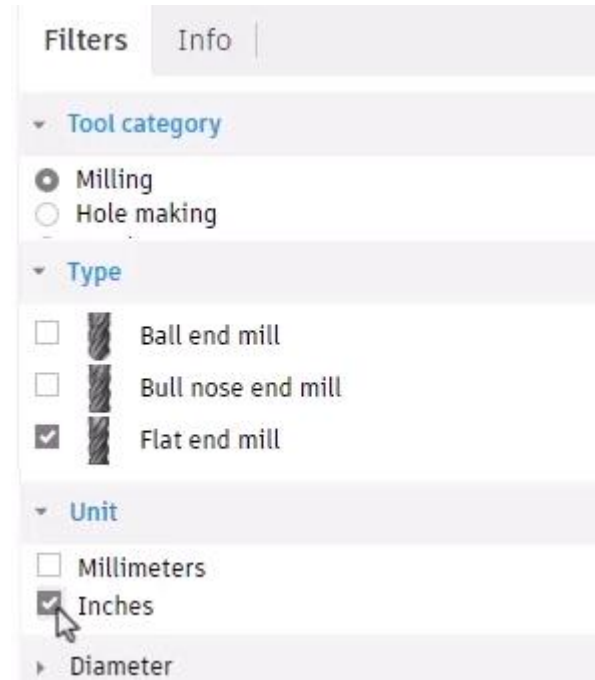 Filters Info
Tool category
Milling
Hole making
Type
Ball end mill
Bull nose end mill
Flat end mill
Unit
Millimeters
Inches
Diameter